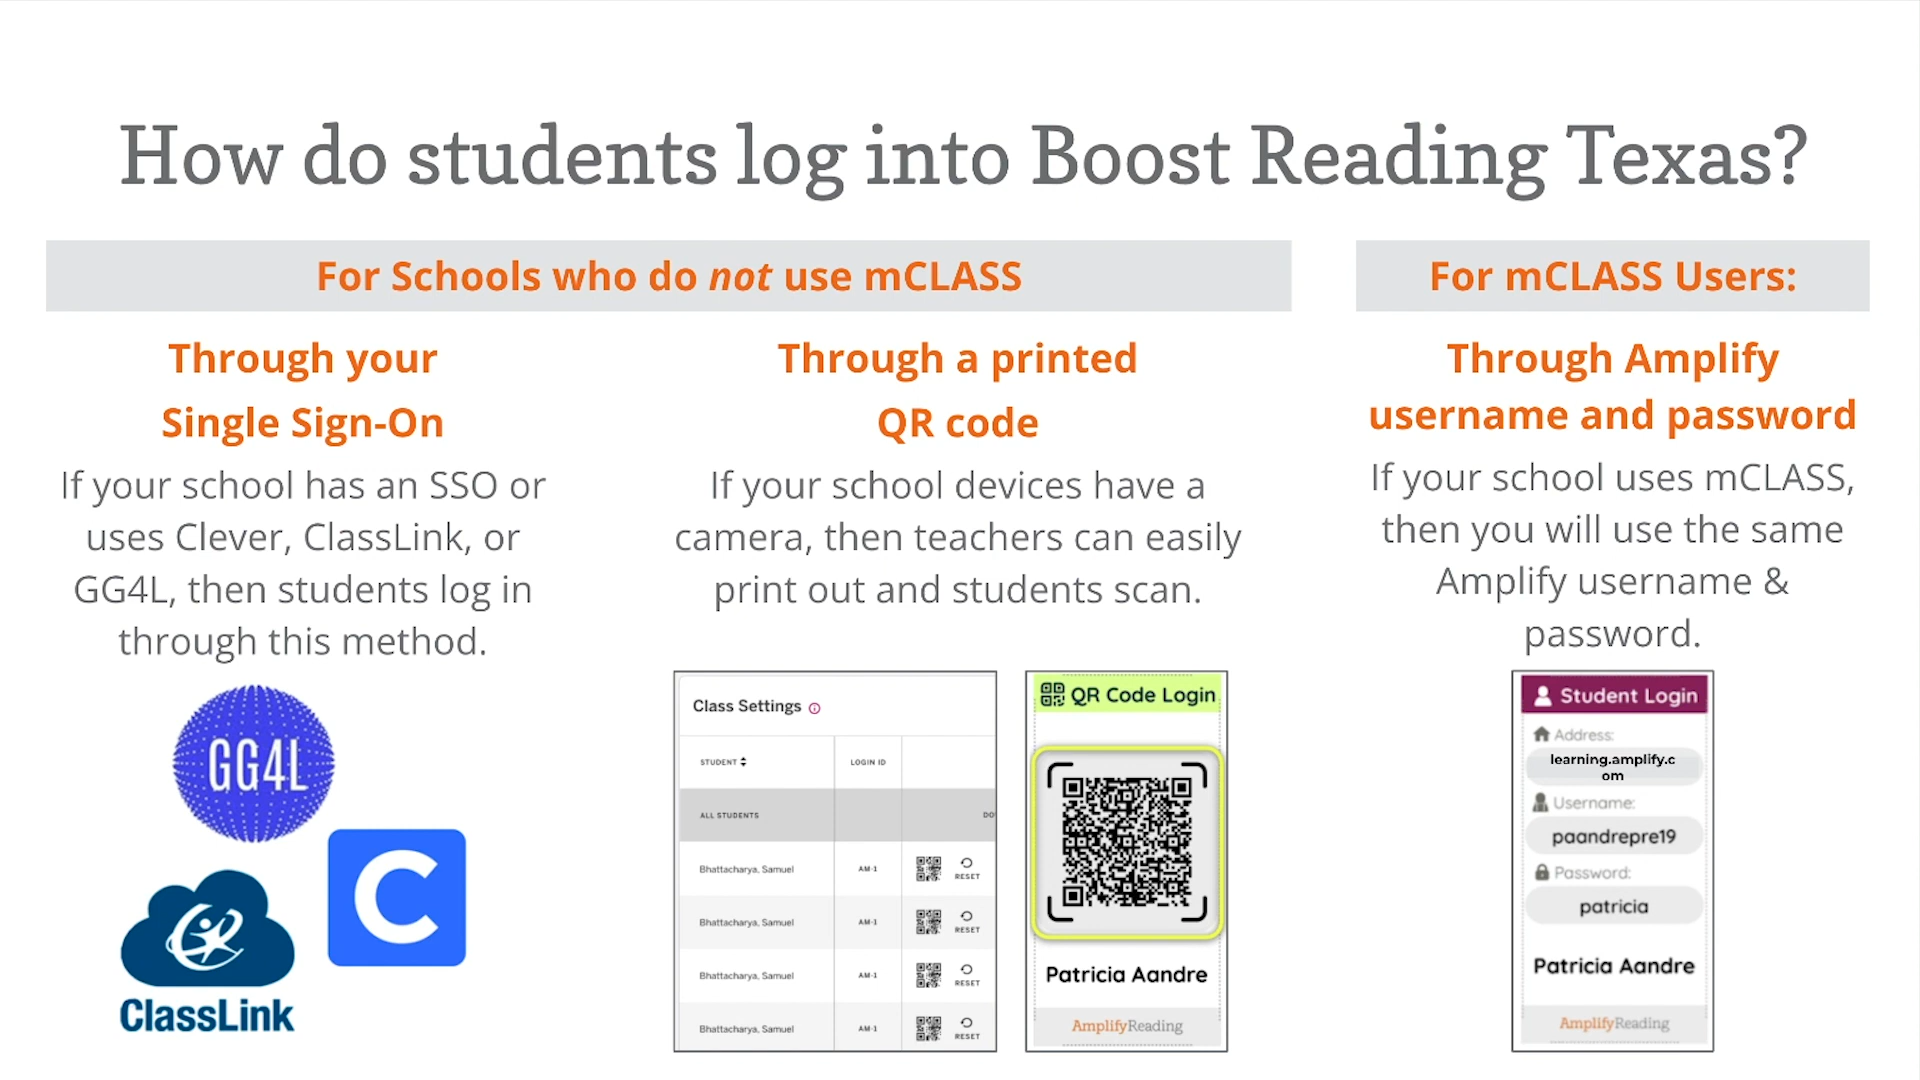 How do students log into Boost Reading Texas?
For Schools who do not use mCLASS
Through your
Single Sign-On
If your school has an SSO or
uses Clever, ClassLink, or
GG4L, then students log in
through this method.
GG4L
C
ClassLink
Through a printed
QR code
If your school devices have a
camera, then teachers can easily
print out and students scan.
Class Settings
STUDENT LOGIN ID
ALL STUDENTS DO
Bhattacharya, Samuel AM-1 RESET
Bhattacharya, Samuel AM-1 RESET
Bhattacharya, Samuel AM-1 RESET
Bhattacharya, Samuel AM-1 RESET
QR Code Login
Patricia Aandre
AmplifyReading
For mCLASS Users:
Through Amplify
username and password
If your school uses mCLASS,
then you will use the same
Amplify username &
password.
Student Login
Address:
learning.amplify.c
om
Username:
paandrepre19
Password:
patricia
Patricia Aandre
AmplifyReading